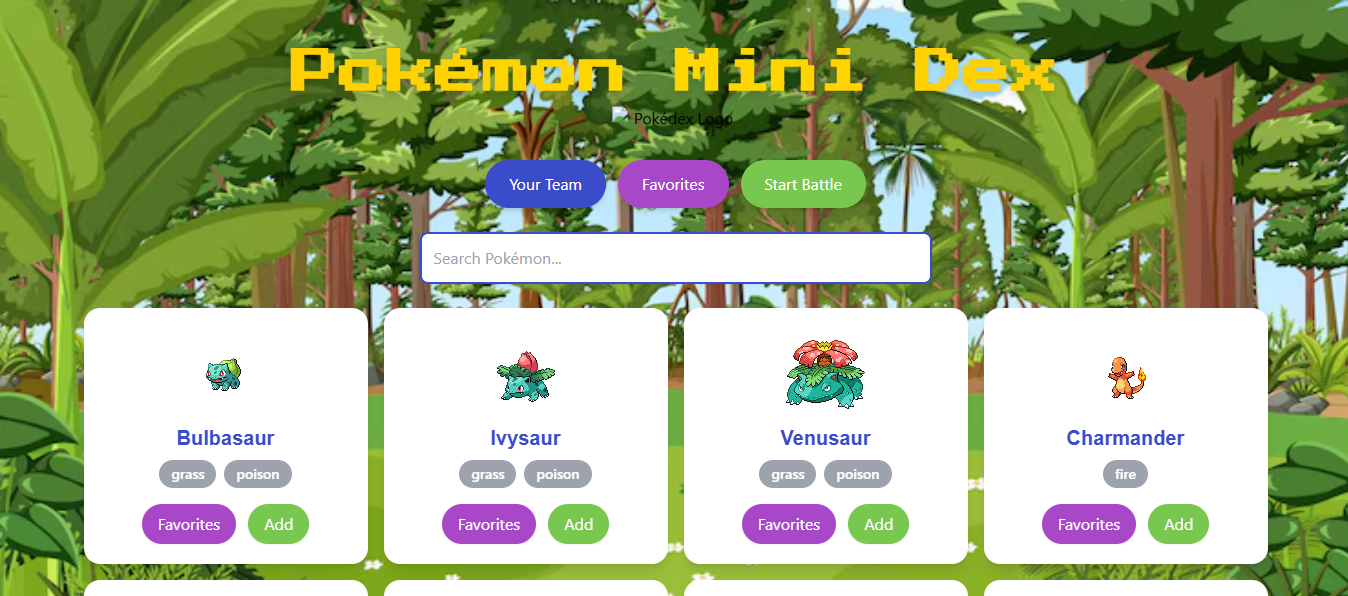 Pokémon Mini Dex
Pokédex Logo
Your Team Favorites Start Battle
Search Pokémon...
Bulbasaur Ivysaur Venusaur Charmander
grass poison grass poison grass poison fire
Favorites Add Favorites Add Favorites Add Favorites Add